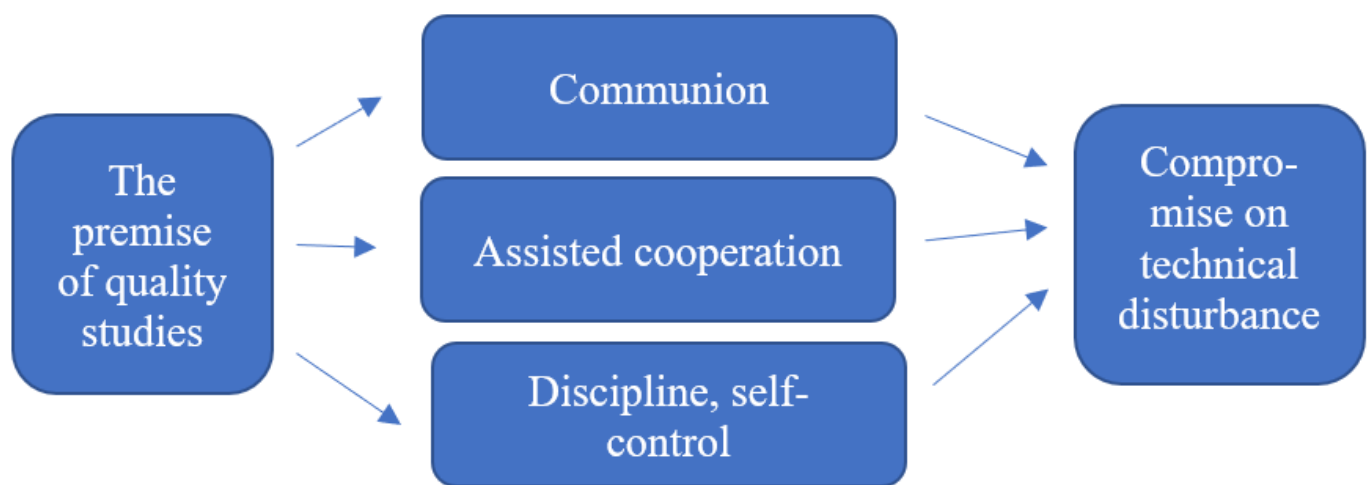 The
premise
of quality
studies
Communion
Assisted cooperation
Discipline, self-
control
Compro-
mise on
technical
disturbance